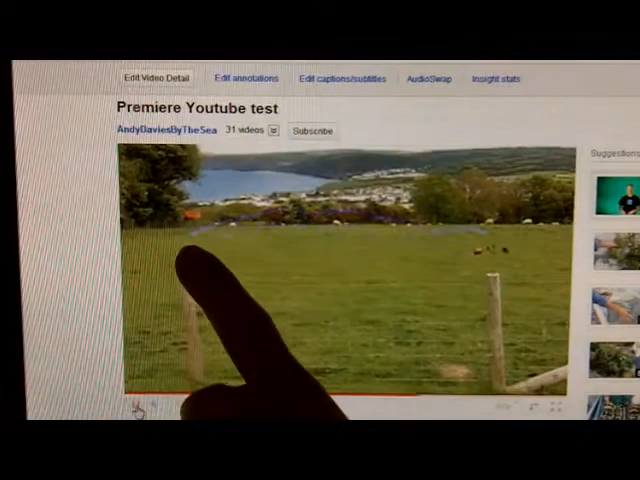 Edit Video Detail Edit annotations Edit captions/subtitles AudioSwap Insight stats
Premiere Youtube test
AndyDaviesByTheSea 31 videos Subscribe
Suggestions